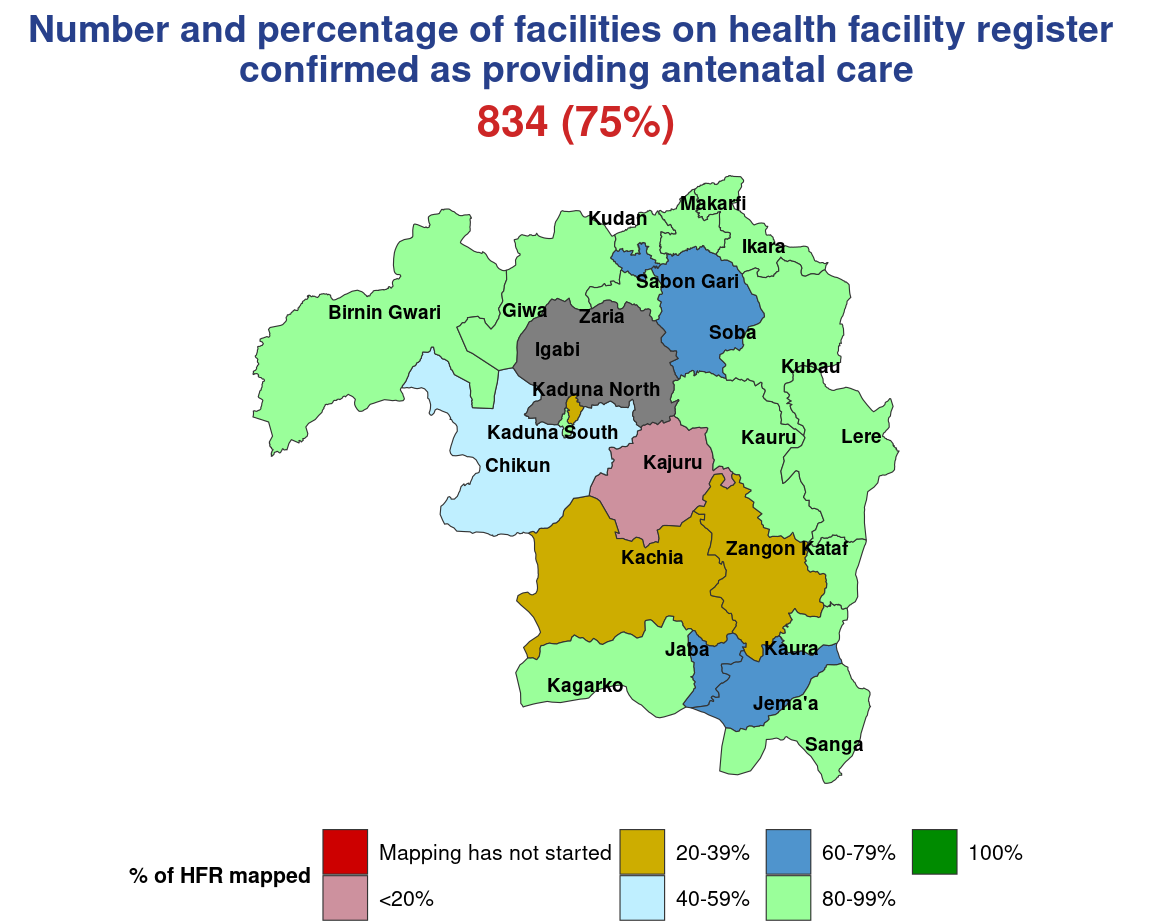 Number and percentage of facilities on health facility register
confirmed as providing antenatal care
834 (75%)
Makarfi
Kudan
Ikara
Sabon Gari
Birnin Gwari
Giwa
Zaria
Soba
Igabi
Kubau
Kaduna North
Kaduna South
Kauru
Lere
Chikun
Kajuru
Zangon Kataf
Kachia
Jaba
Kaura
Kagarko
Jema'a
Sanga
% of HFR mapped
Mapping has not started
<20%
20-39%
40-59%
60-79%
80-99%
100%